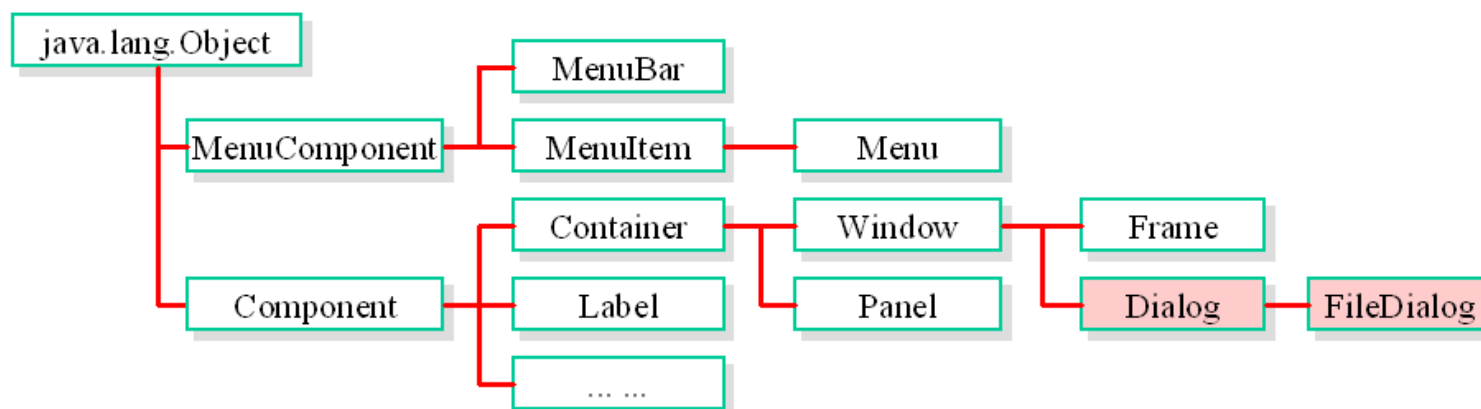 java.lang.Object
MenuBar
MenuComponent
MenuItem
Menu
Container
Window
Frame
Component
Label
Panel
Dialog
FileDialog
... ...